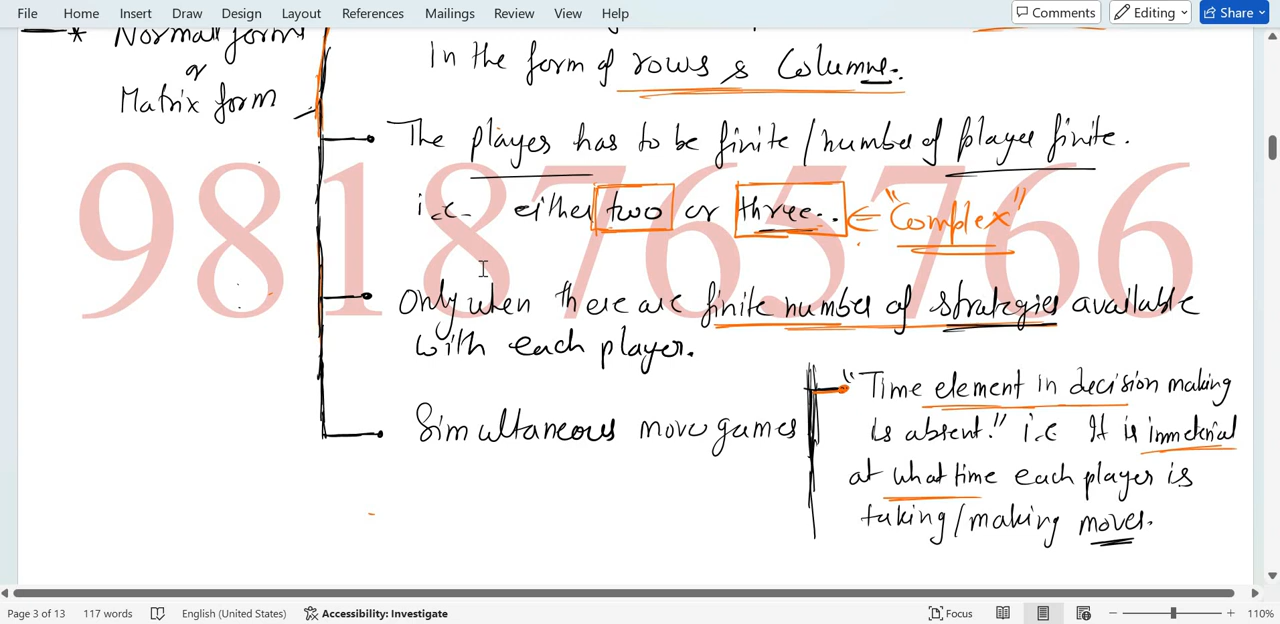 File Home Insert Draw Design Layout References Mailings Review View Help Comments Editing Share
* Normal form
or
Matrix form
In the form of rows & Columns.
The players has to be finite / number of player finite.
i.e. either two or three.. ⇐ "Complex"
9818765766
Only when there are finite number of strategies available
with each player.
Simultaneous move games
"Time element in decision making
is absent." i.e It is immaterial
at what time each player is
taking/making moves.
Page 3 of 13 117 words English (United States) Accessibility: Investigate Focus 110%